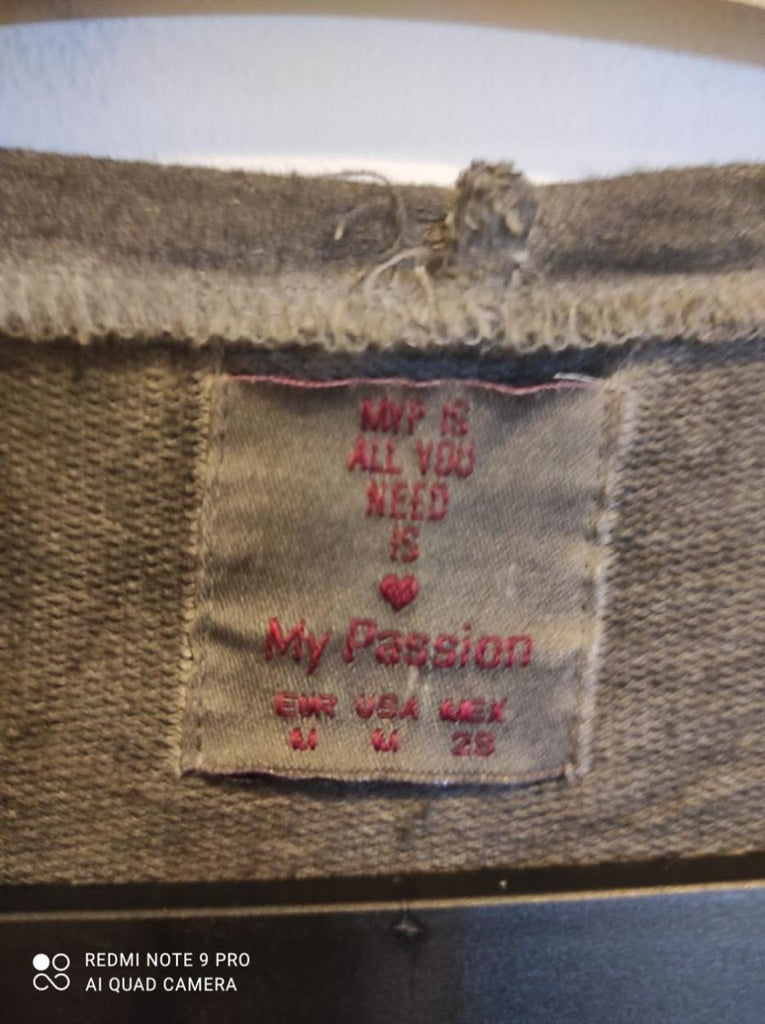 MYP IS
ALL YOU
NEED
IS
My Passion
EUR USA MEX
M M 28
REDMI NOTE 9 PRO
AI QUAD CAMERA